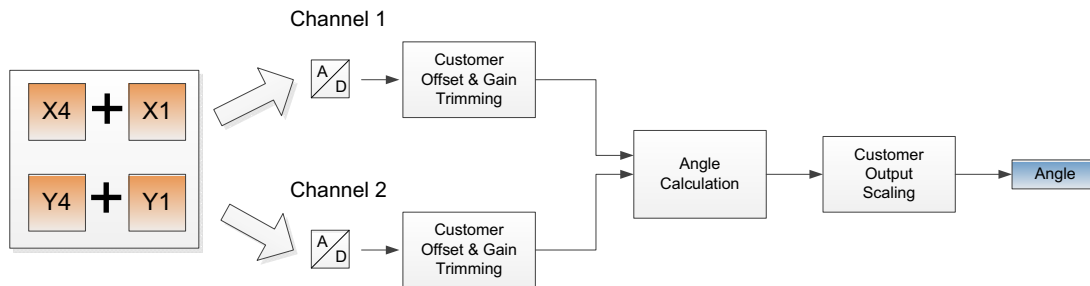 Channel 1
X4 + X1
Y4 + Y1
A/D
Customer
Offset & Gain
Trimming
Channel 2
A/D
Customer
Offset & Gain
Trimming
Angle
Calculation
Customer
Output
Scaling
Angle